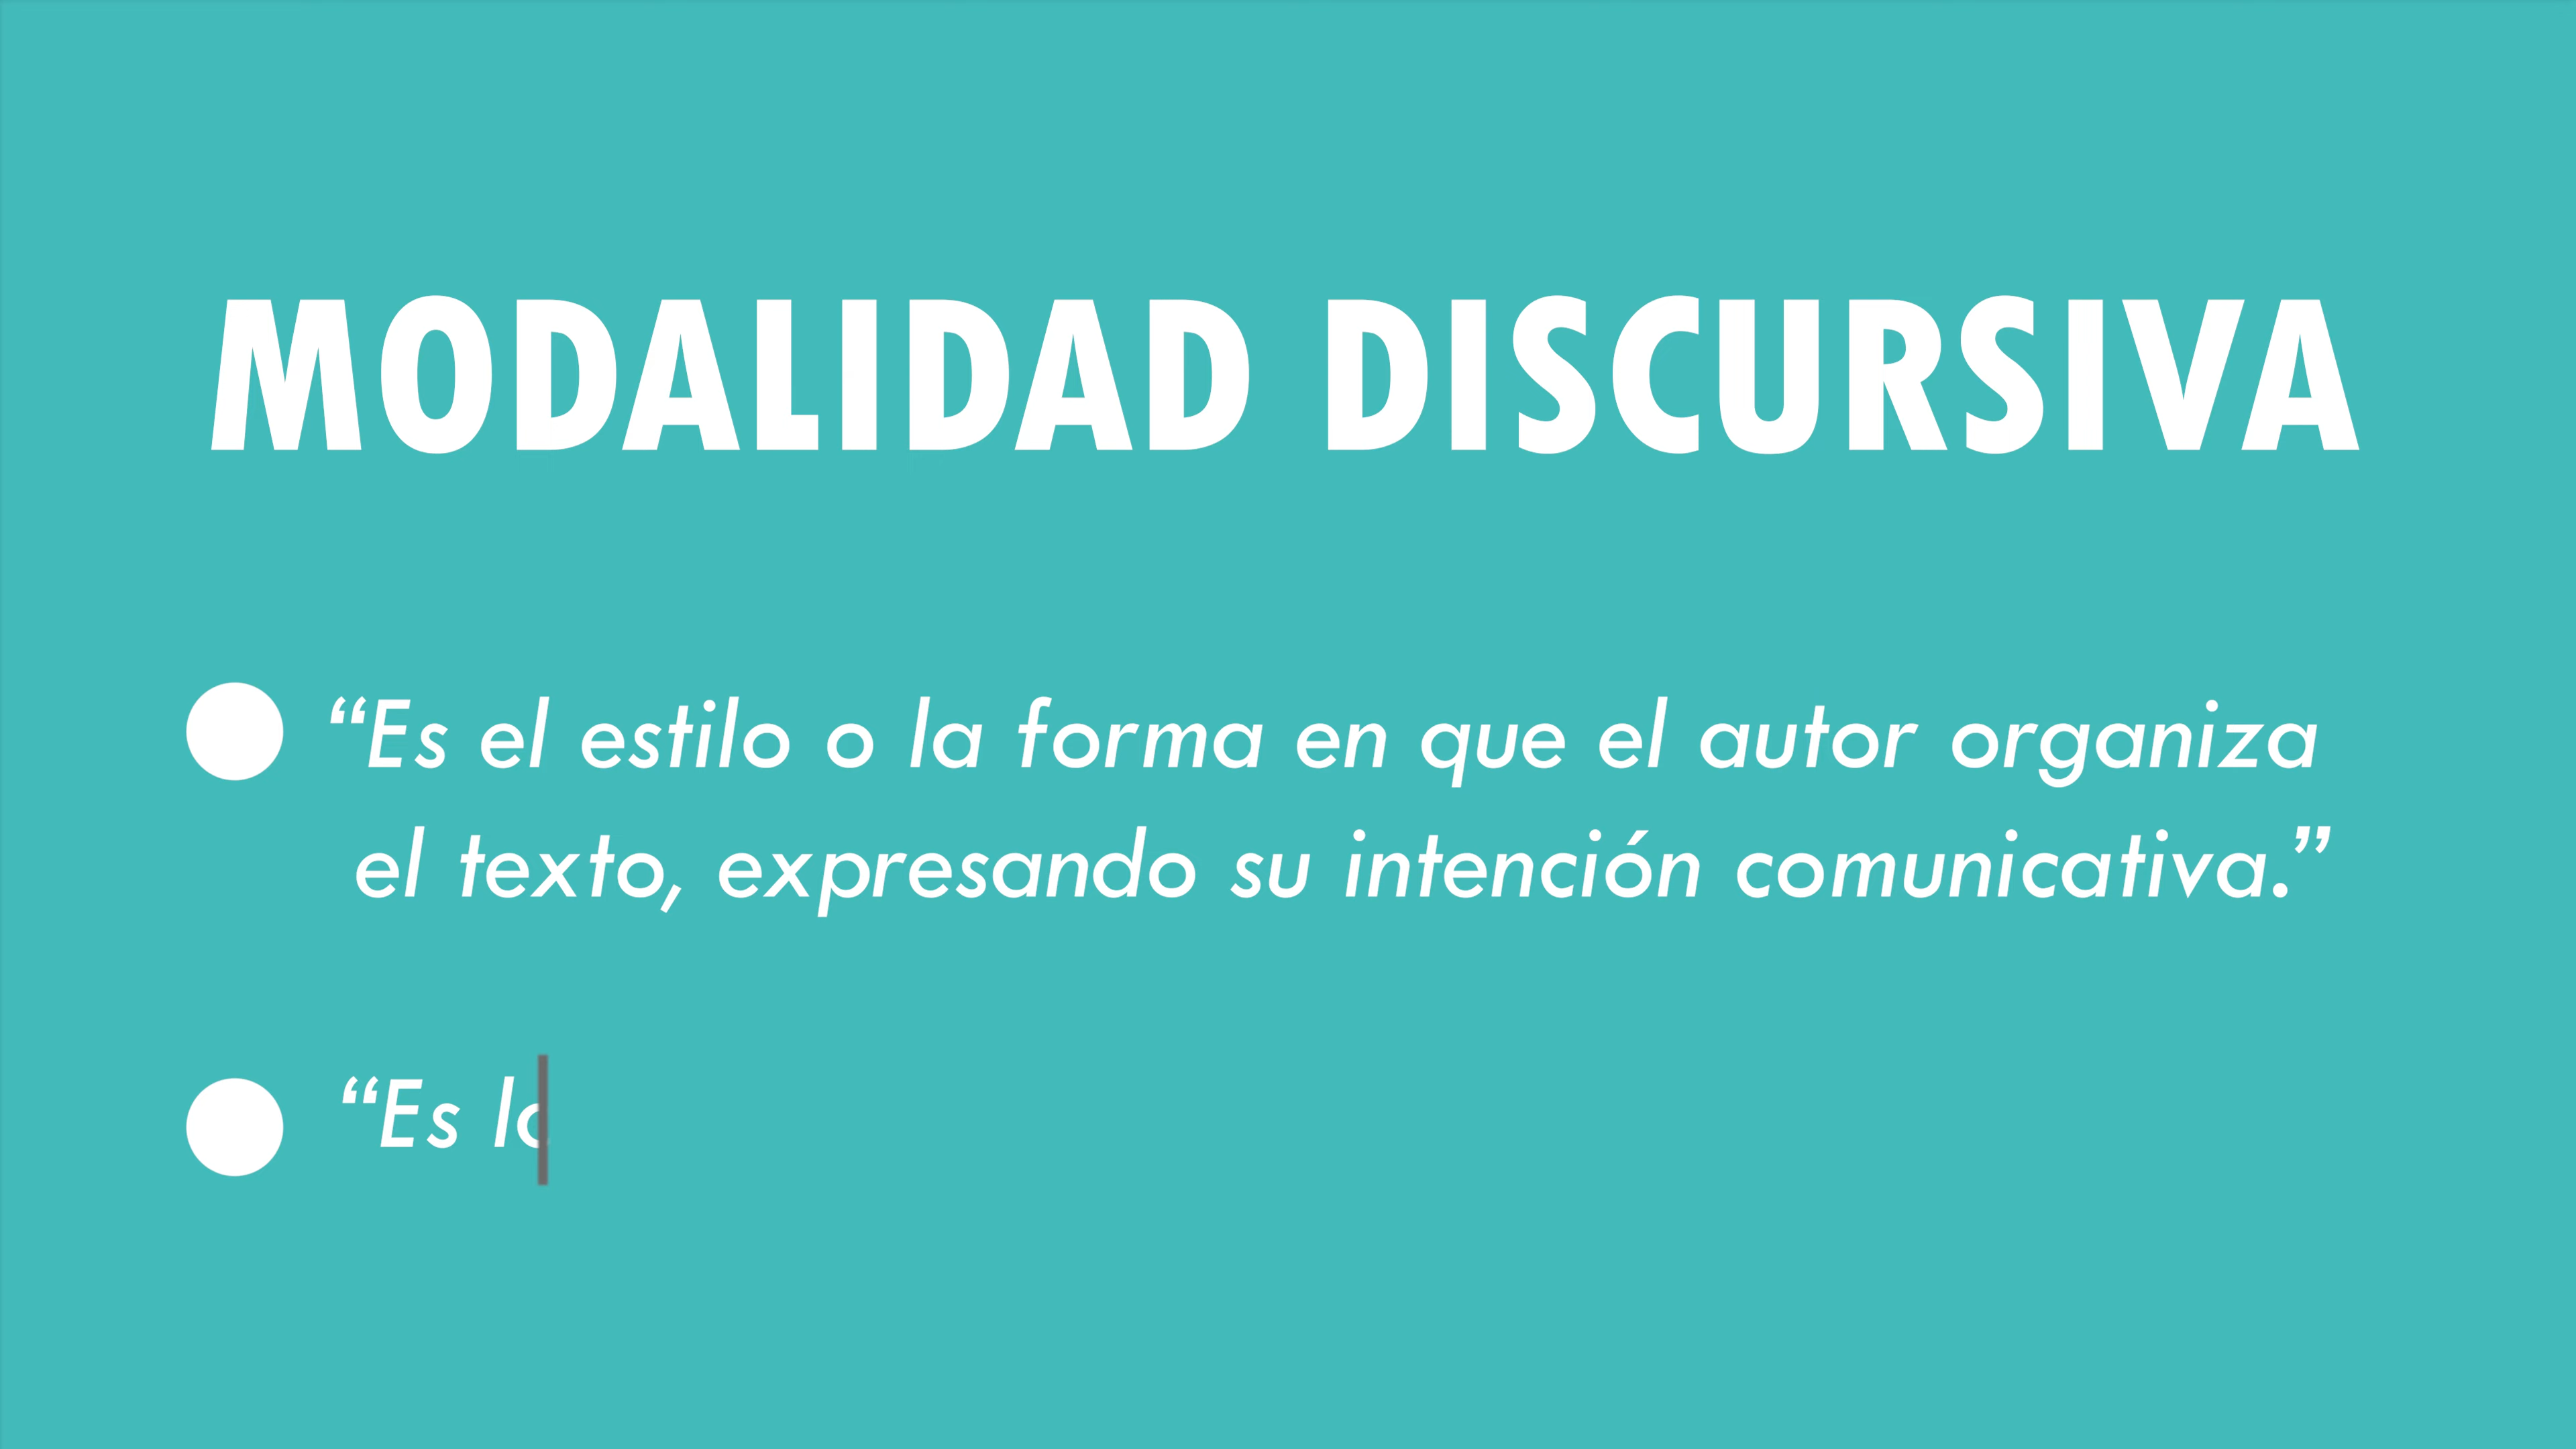 MODALIDAD DISCURSIVA
“Es el estilo o la forma en que el autor organiza
el texto, expresando su intención comunicativa.”
“Es